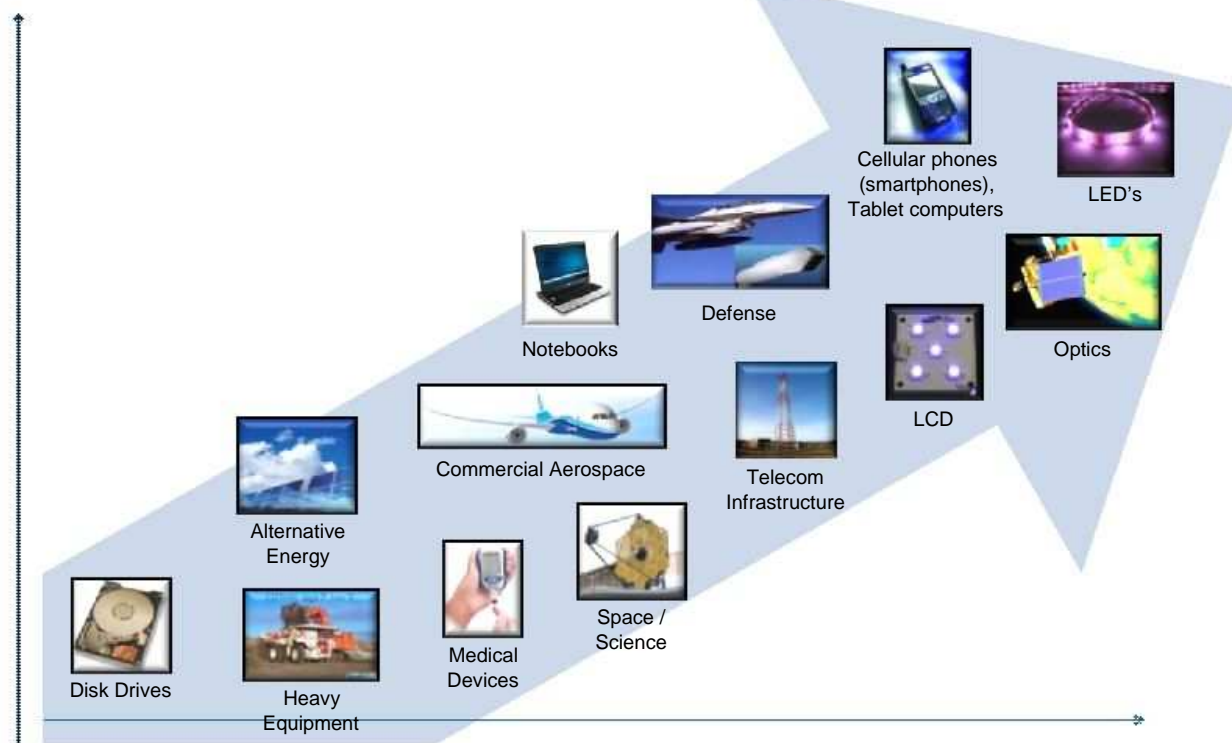 Cellular phones
(smartphones),
Tablet computers
LED's
Defense
Notebooks
Optics
LCD
Commercial Aerospace
Telecom
Infrastructure
Alternative
Energy
Space /
Science
Medical
Devices
Disk Drives
Heavy
Equipment